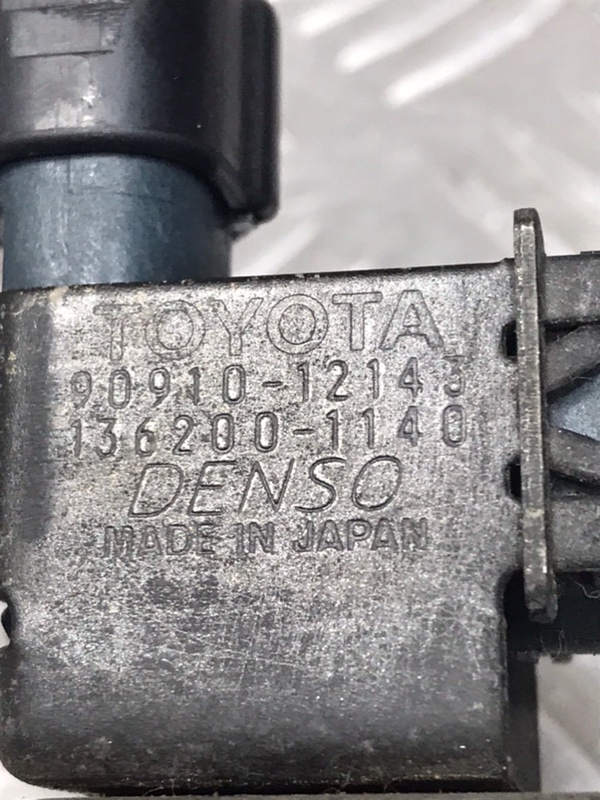 TOYOTA
90910-12143
136200-1140
DENSO
MADE IN JAPAN